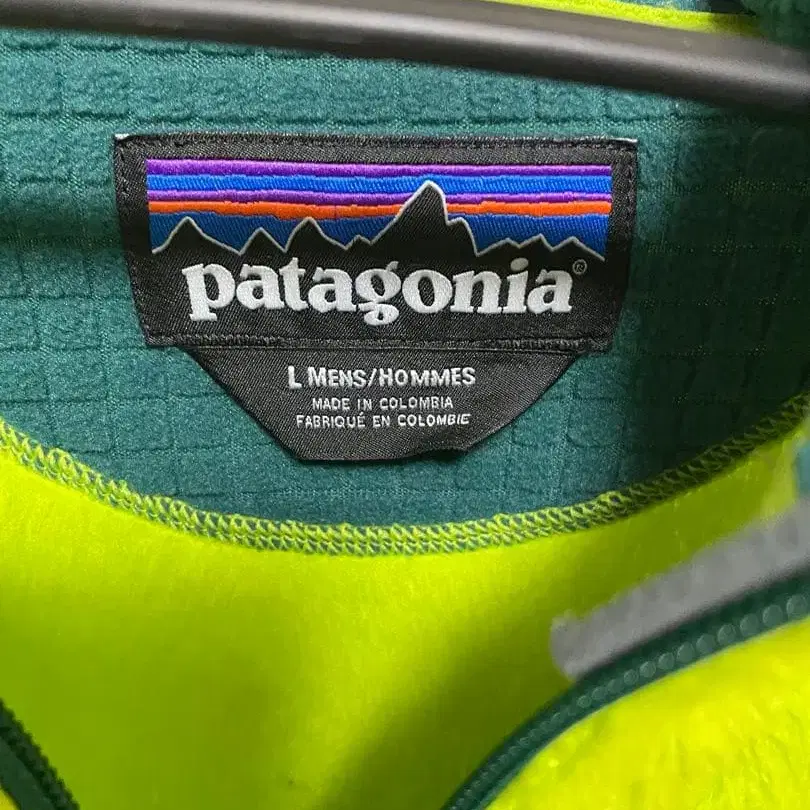 patagonia®
L MENS/HOMMES
MADE IN COLOMBIA
FABRIQUÉ EN COLOMBIE